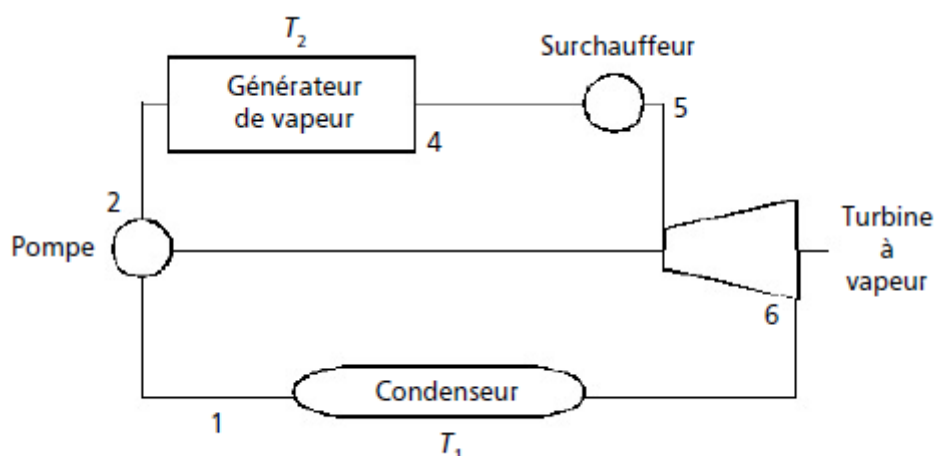 T2
Surchauffeur
Générateur
de vapeur
5
4
2
Pompe
Turbine
à
vapeur
6
Condenseur
1
T1